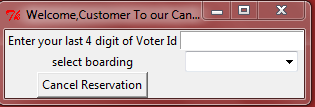 Welcome,Customer To our Can...
Enter your last 4 digit of Voter Id
select boarding
Cancel Reservation